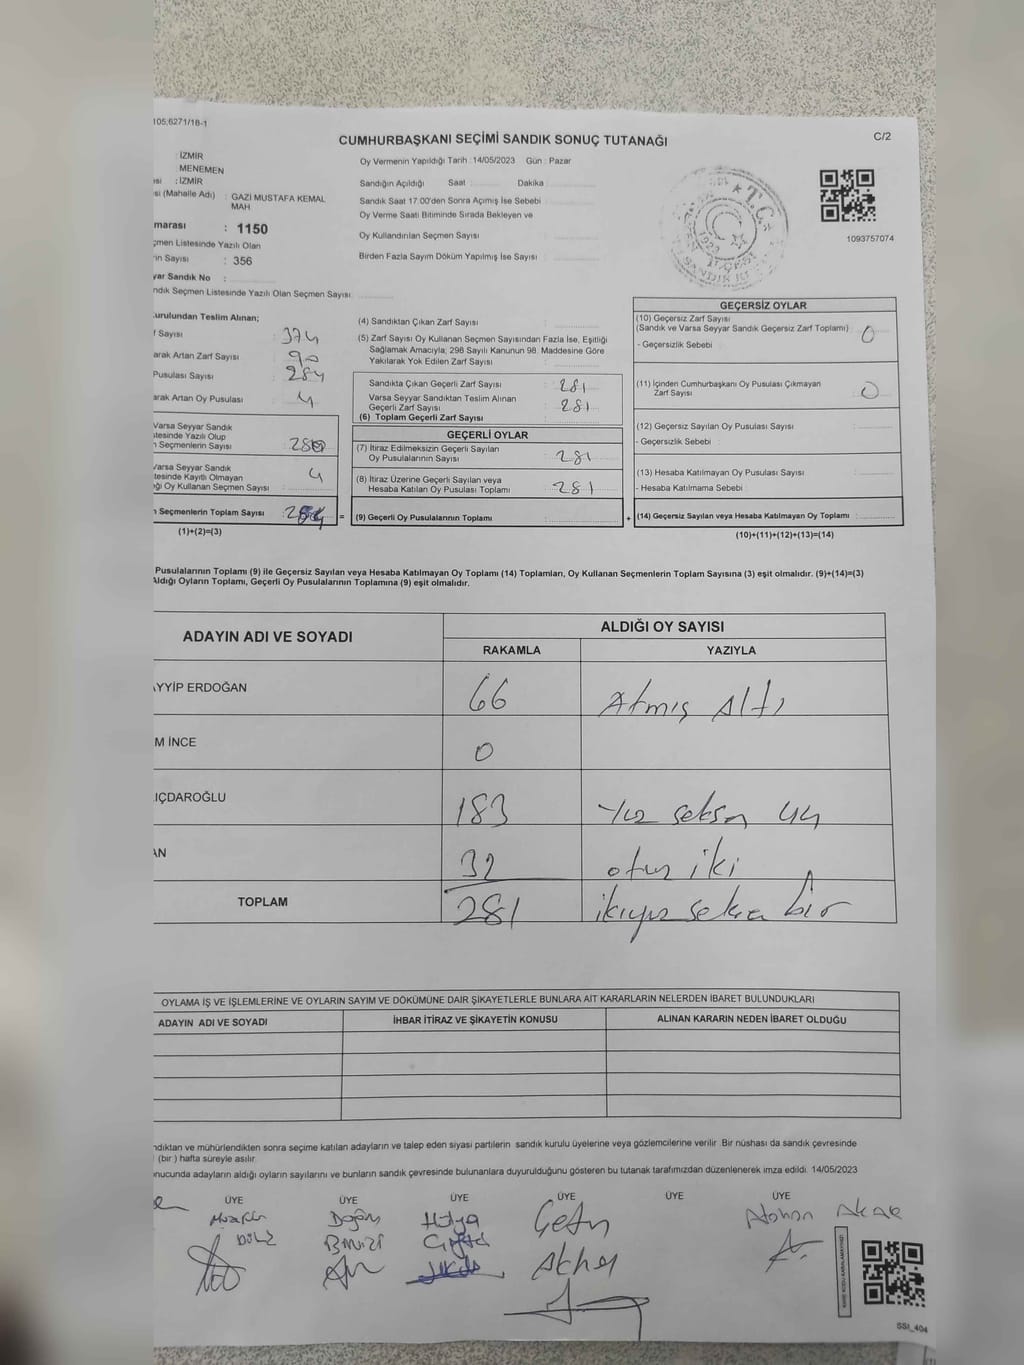 105.6271/18-1
CUMHURBAŞKANI SEÇİMİ SANDIK SONUÇ TUTANAĞI
C/2
: İZMİR
: MENEMEN
: İZMİR
si (Mahalle Adı) : GAZİ MUSTAFA KEMAL
MAH
marası : 1150
çmen Listesinde Yazılı Olan
ın Sayısı : 356
yar Sandık No :
ndık Seçmen Listesinde Yazılı Olan Seçmen Sayısı:
Oy Vermenin Yapıldığı Tarih : 14/05/2023 Gün : Pazar
Sandığın Açıldığı Saat : Dakika
Sandık Saat 17.00'den Sonra Açımış İse Sebebi
Oy Verme Saati Bitiminde Sırada Bekleyen ve
Oy Kullandırılan Seçmen Sayısı
Birden Fazla Sayım Döküm Yapılmış İse Sayısı
1093757074
urulundan Teslim Alınan;
f Sayısı : 374
arak Artan Zarf Sayısı : 90
Pusulası Sayısı : 284
arak Artan Oy Pusulası : 4
Varsa Seyyar Sandık
itesinde Yazılı Olup
n Seçmenlerin Sayısı
Varsa Seyyar Sandık
tesinde Kayıtlı Olmayan
ği Oy Kullanan Seçmen Sayısı : 4
n Seçmenlerin Toplam Sayısı =
(1)+(2)=(3)
(4) Sandıktan Çıkan Zarf Sayısı :
(5) Zarf Sayısı Oy Kullanan Seçmen Sayısından Fazla İse, Eşitliği
Sağlamak Amacıyla; 298 Sayılı Kanunun 98. Maddesine Göre
Yakılarak Yok Edilen Zarf Sayısı :
Sandıkta Çıkan Geçerli Zarf Sayısı : 281
Varsa Seyyar Sandıktan Teslim Alınan
Geçerli Zarf Sayısı : 281
(6) Toplam Geçerli Zarf Sayısı
GEÇERLİ OYLAR
(7) İtiraz Edilmeksizin Geçerli Sayılan
Oy Pusulalarının Sayısı : 281
(8) İtiraz Üzerine Geçerli Sayılan veya
Hesaba Katılan Oy Pusulası Toplamı : 281
(9) Geçerli Oy Pusulalarının Toplamı : +
GEÇERSİZ OYLAR
(10) Geçersiz Zarf Sayısı
(Sandık ve Varsa Seyyar Sandık Geçersiz Zarf Toplamı) : 0
- Geçersizlik Sebebi :
(11) İçinden Cumhurbaşkanı Oy Pusulası Çıkmayan
Zarf Sayısı : 0
(12) Geçersiz Sayılan Oy Pusulası Sayısı :
- Geçersizlik Sebebi :
(13) Hesaba Katılmayan Oy Pusulası Sayısı :
- Hesaba Katılmama Sebebi :
(14) Geçersiz Sayılan veya Hesaba Katılmayan Oy Toplamı :
(10)+(11)+(12)+(13)=(14)
Pusulalarının Toplamı (9) ile Geçersiz Sayılan veya Hesaba Katılmayan Oy Toplamı (14) Toplamları, Oy Kullanan Seçmenlerin Toplam Sayısına (3) eşit olmalıdır. (9)+(14)=(3)
Aldığı Oyların Toplamı, Geçerli Oy Pusulalarının Toplamına (9) eşit olmalıdır.
ADAYIN ADI VE SOYADI
ALDIĞI OY SAYISI
RAKAMLA YAZIYLA
AYYİP ERDOĞAN 66 Atmış Altı
M İNCE 0
IÇDAROĞLU 183 Yüz seksen üç
AN 32 otuz iki
TOPLAM 281 ikiyüz seksen bir
OYLAMA İŞ VE İŞLEMLERİNE VE OYLARIN SAYIM VE DÖKÜMÜNE DAİR ŞİKAYETLERLE BUNLARA AİT KARARLARIN NELERDEN İBARET BULUNDUKLARI
ADAYIN ADI VE SOYADI İHBAR İTİRAZ VE ŞİKAYETİN KONUSU ALINAN KARARIN NEDEN İBARET OLDUĞU
ndıktan ve mühürlendikten sonra seçime katılan adayların ve talep eden siyasi partilerin sandık kurulu üyelerine veya gözlemcilerine verilir. Bir nüshası da sandık çevresinde
(bir ) hafta süreyle asılır.
onucunda adayların aldığı oyların sayılarını ve bunların sandık çevresinde bulunanlara duyurulduğunu gösteren bu tutanak tarafımızdan düzenlenerek imza edildi. 14/05/2023
ÜYE ÜYE ÜYE ÜYE ÜYE ÜYE
Doğan Hülya Çetin Akar
SSI_404